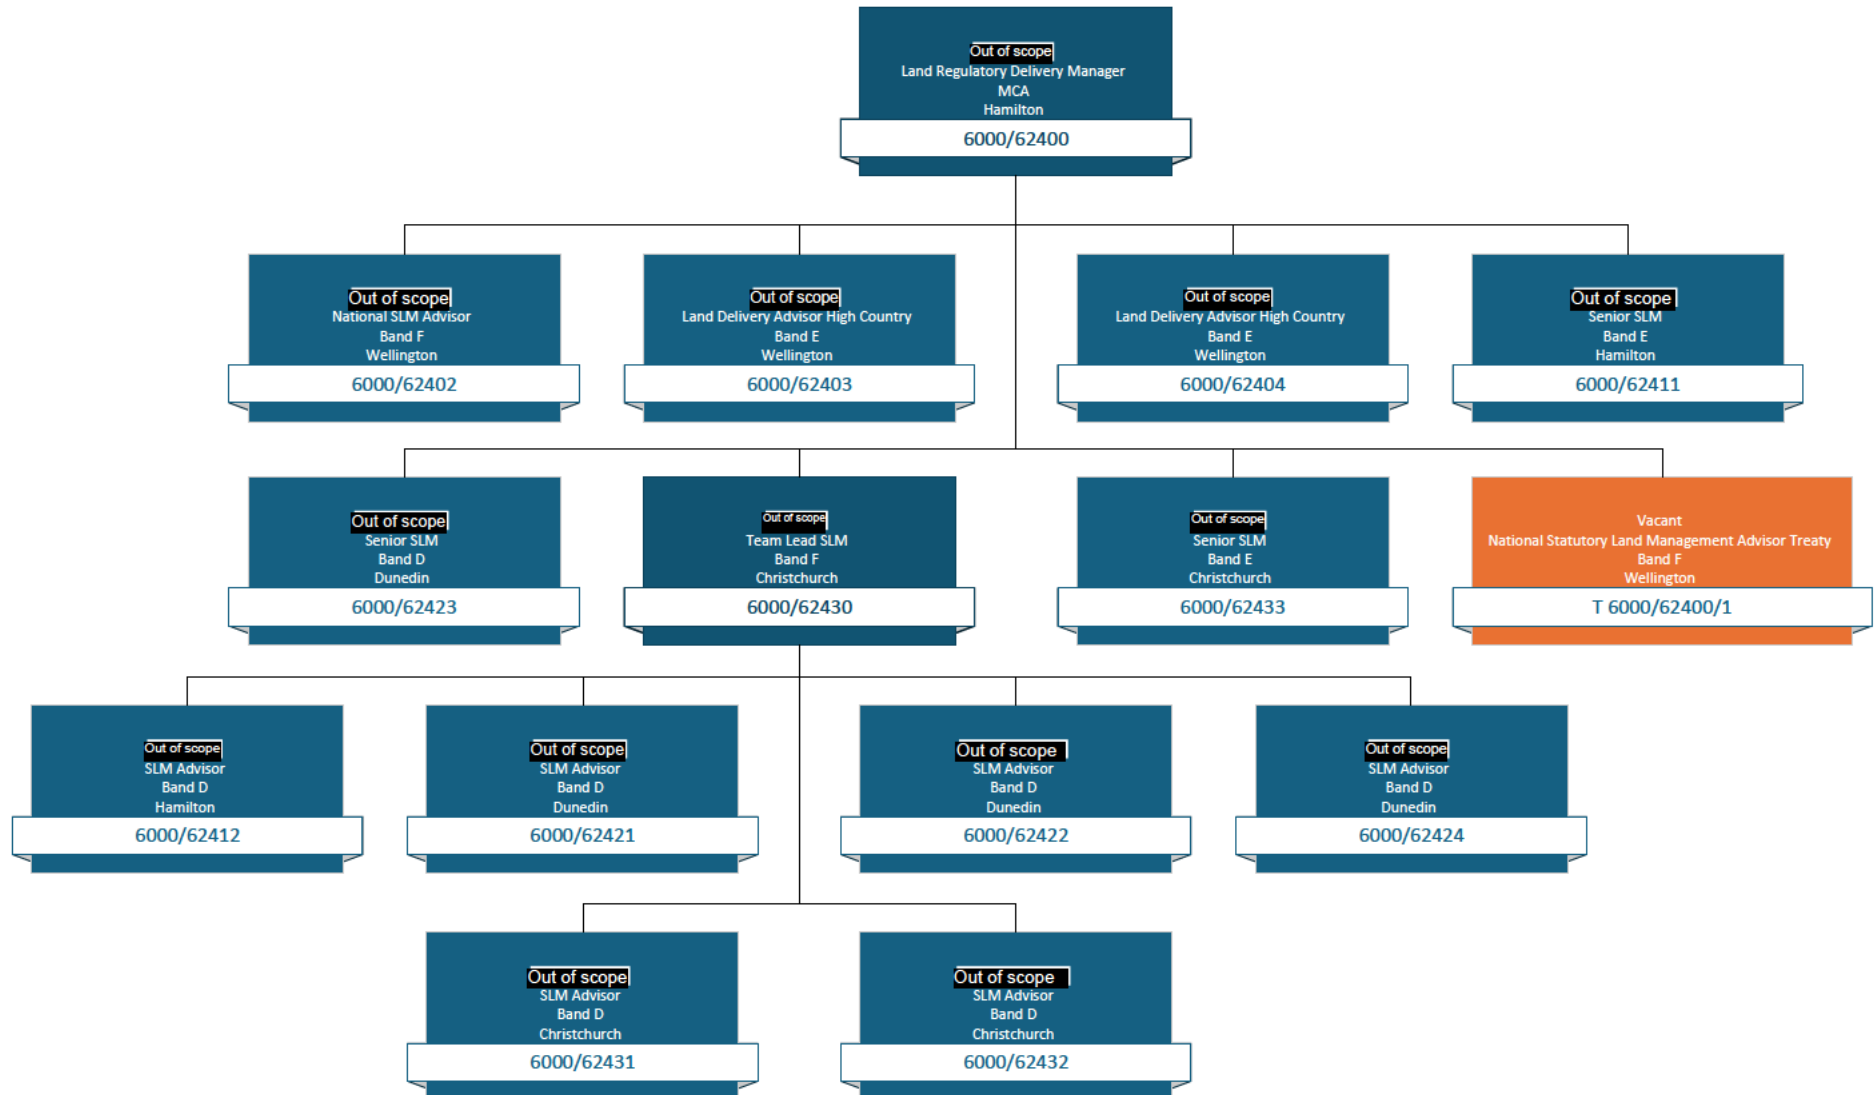 Out of scope
Land Regulatory Delivery Manager
MCA
Hamilton
6000/62400
Out of scope
National SLM Advisor
Band F
Wellington
6000/62402
Out of scope
Land Delivery Advisor High Country
Band E
Wellington
6000/62403
Out of scope
Land Delivery Advisor High Country
Band E
Wellington
6000/62404
Out of scope
Senior SLM
Band E
Hamilton
6000/62411
Out of scope
Senior SLM
Band D
Dunedin
6000/62423
Out of scope
Team Lead SLM
Band F
Christchurch
6000/62430
Out of scope
Senior SLM
Band E
Christchurch
6000/62433
Vacant
National Statutory Land Management Advisor Treaty
Band F
Wellington
T 6000/62400/1
Out of scope
SLM Advisor
Band D
Hamilton
6000/62412
Out of scope
SLM Advisor
Band D
Dunedin
6000/62421
Out of scope
SLM Advisor
Band D
Dunedin
6000/62422
Out of scope
SLM Advisor
Band D
Dunedin
6000/62424
Out of scope
SLM Advisor
Band D
Christchurch
6000/62431
Out of scope
SLM Advisor
Band D
Christchurch
6000/62432